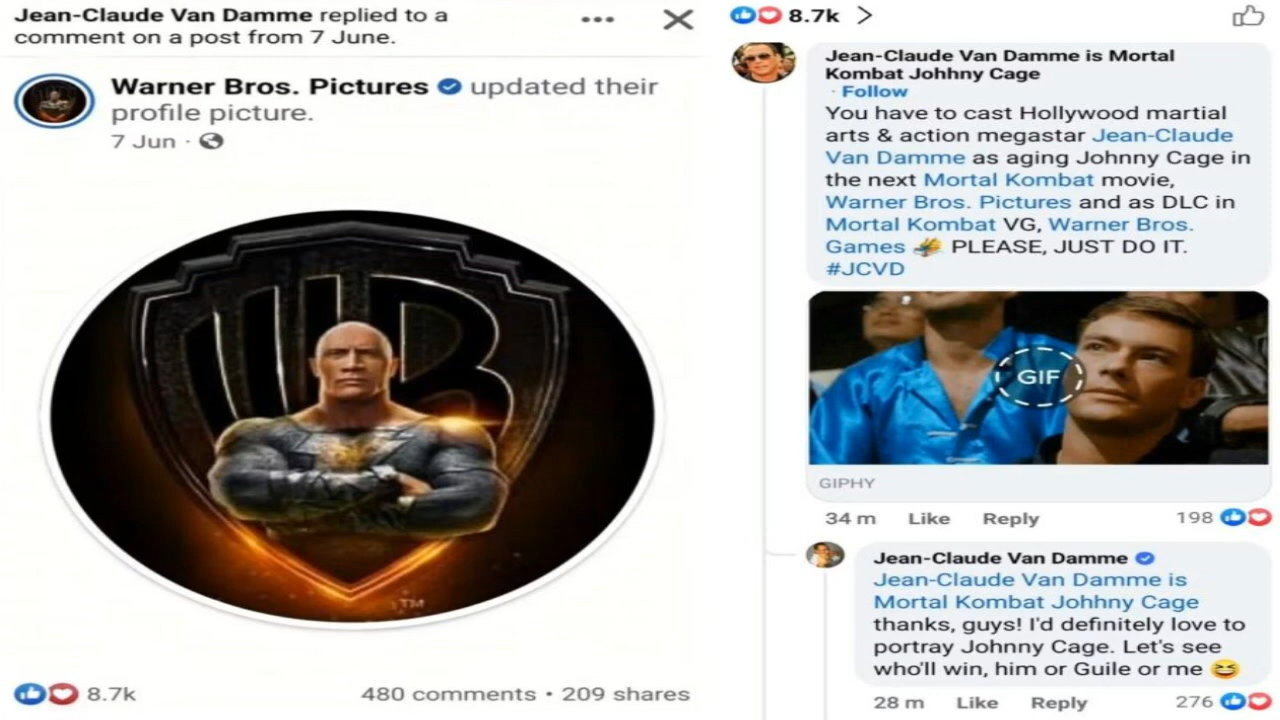 Jean-Claude Van Damme replied to a
comment on a post from 7 June.
Warner Bros. Pictures updated their
profile picture.
7 Jun ·
WB
TM
8.7k
480 comments • 209 shares
8.7k
Jean-Claude Van Damme is Mortal
Kombat Johhny Cage
· Follow
You have to cast Hollywood martial
arts & action megastar Jean-Claude
Van Damme as aging Johnny Cage in
the next Mortal Kombat movie,
Warner Bros. Pictures and as DLC in
Mortal Kombat VG, Warner Bros.
Games PLEASE, JUST DO IT.
#JCVD
GIF
GIPHY
34 m Like Reply 198
Jean-Claude Van Damme
Jean-Claude Van Damme is
Mortal Kombat Johhny Cage
thanks, guys! I'd definitely love to
portray Johnny Cage. Let's see
who'll win, him or Guile or me 😆
28 m Like Reply 276